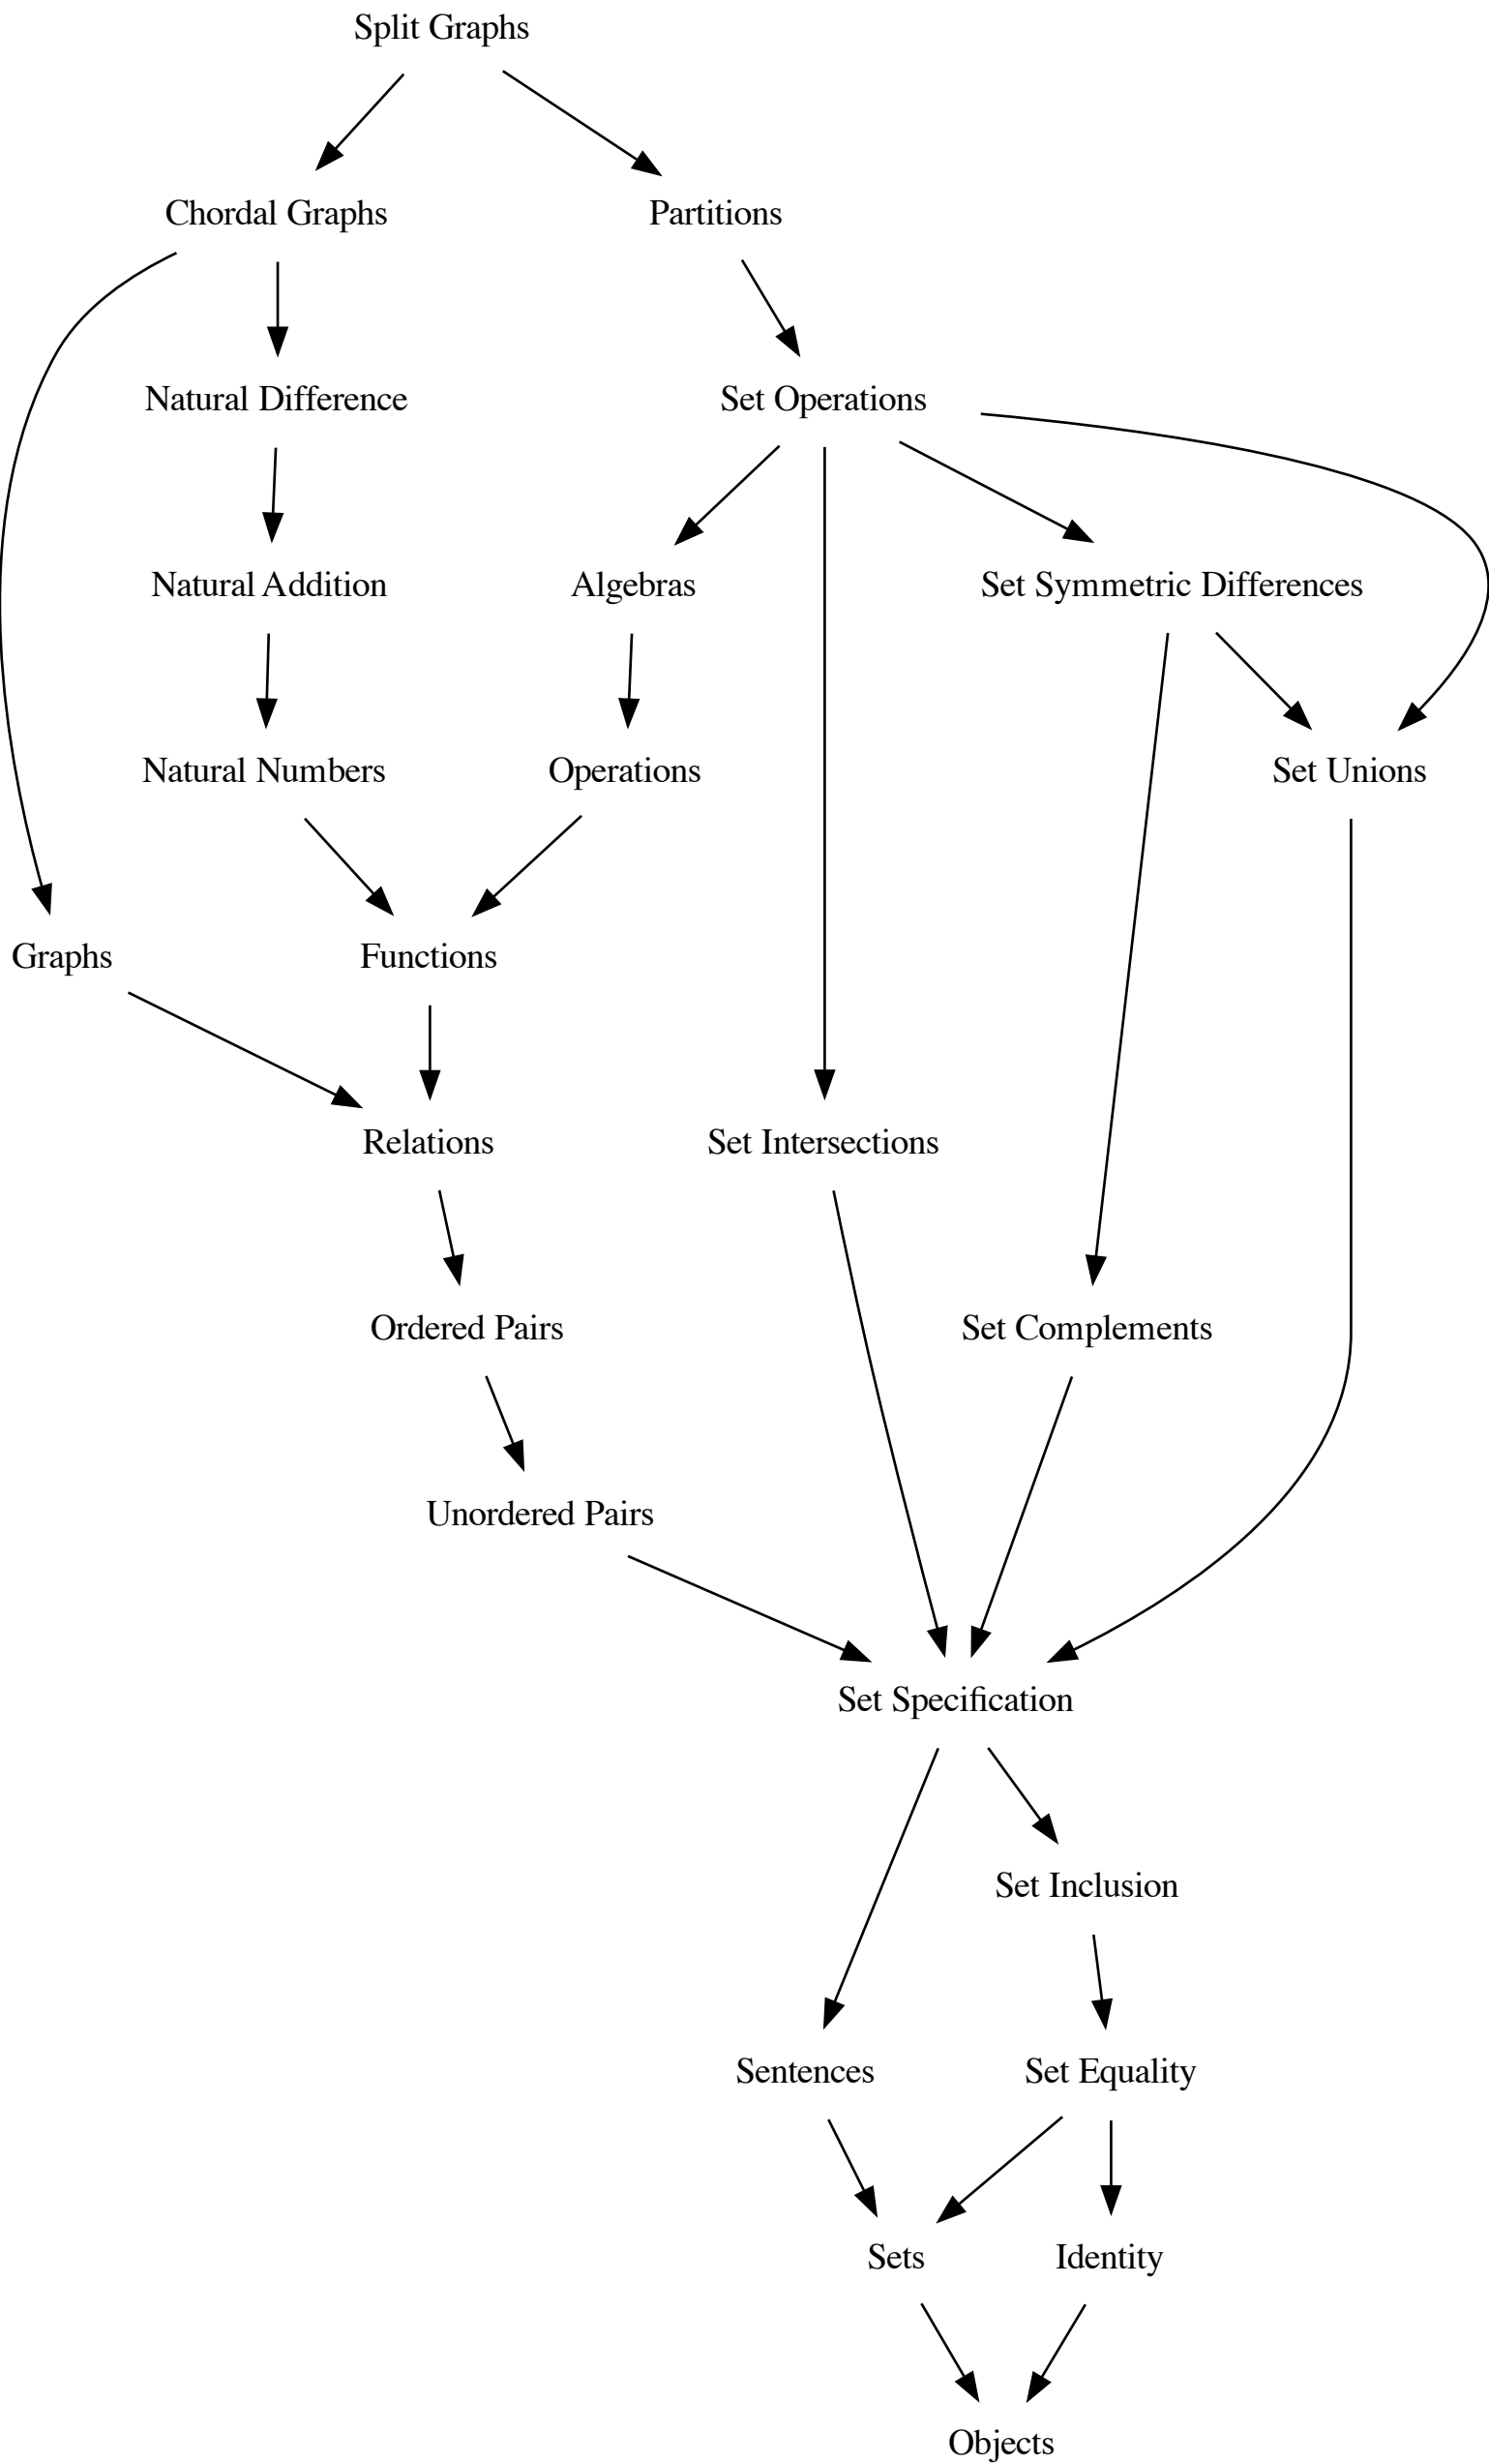 Split Graphs
Chordal Graphs
Partitions
Natural Difference
Set Operations
Natural Addition
Algebras
Set Symmetric Differences
Natural Numbers
Operations
Set Unions
Graphs
Functions
Relations
Set Intersections
Ordered Pairs
Set Complements
Unordered Pairs
Set Specification
Set Inclusion
Sentences
Set Equality
Sets
Identity
Objects